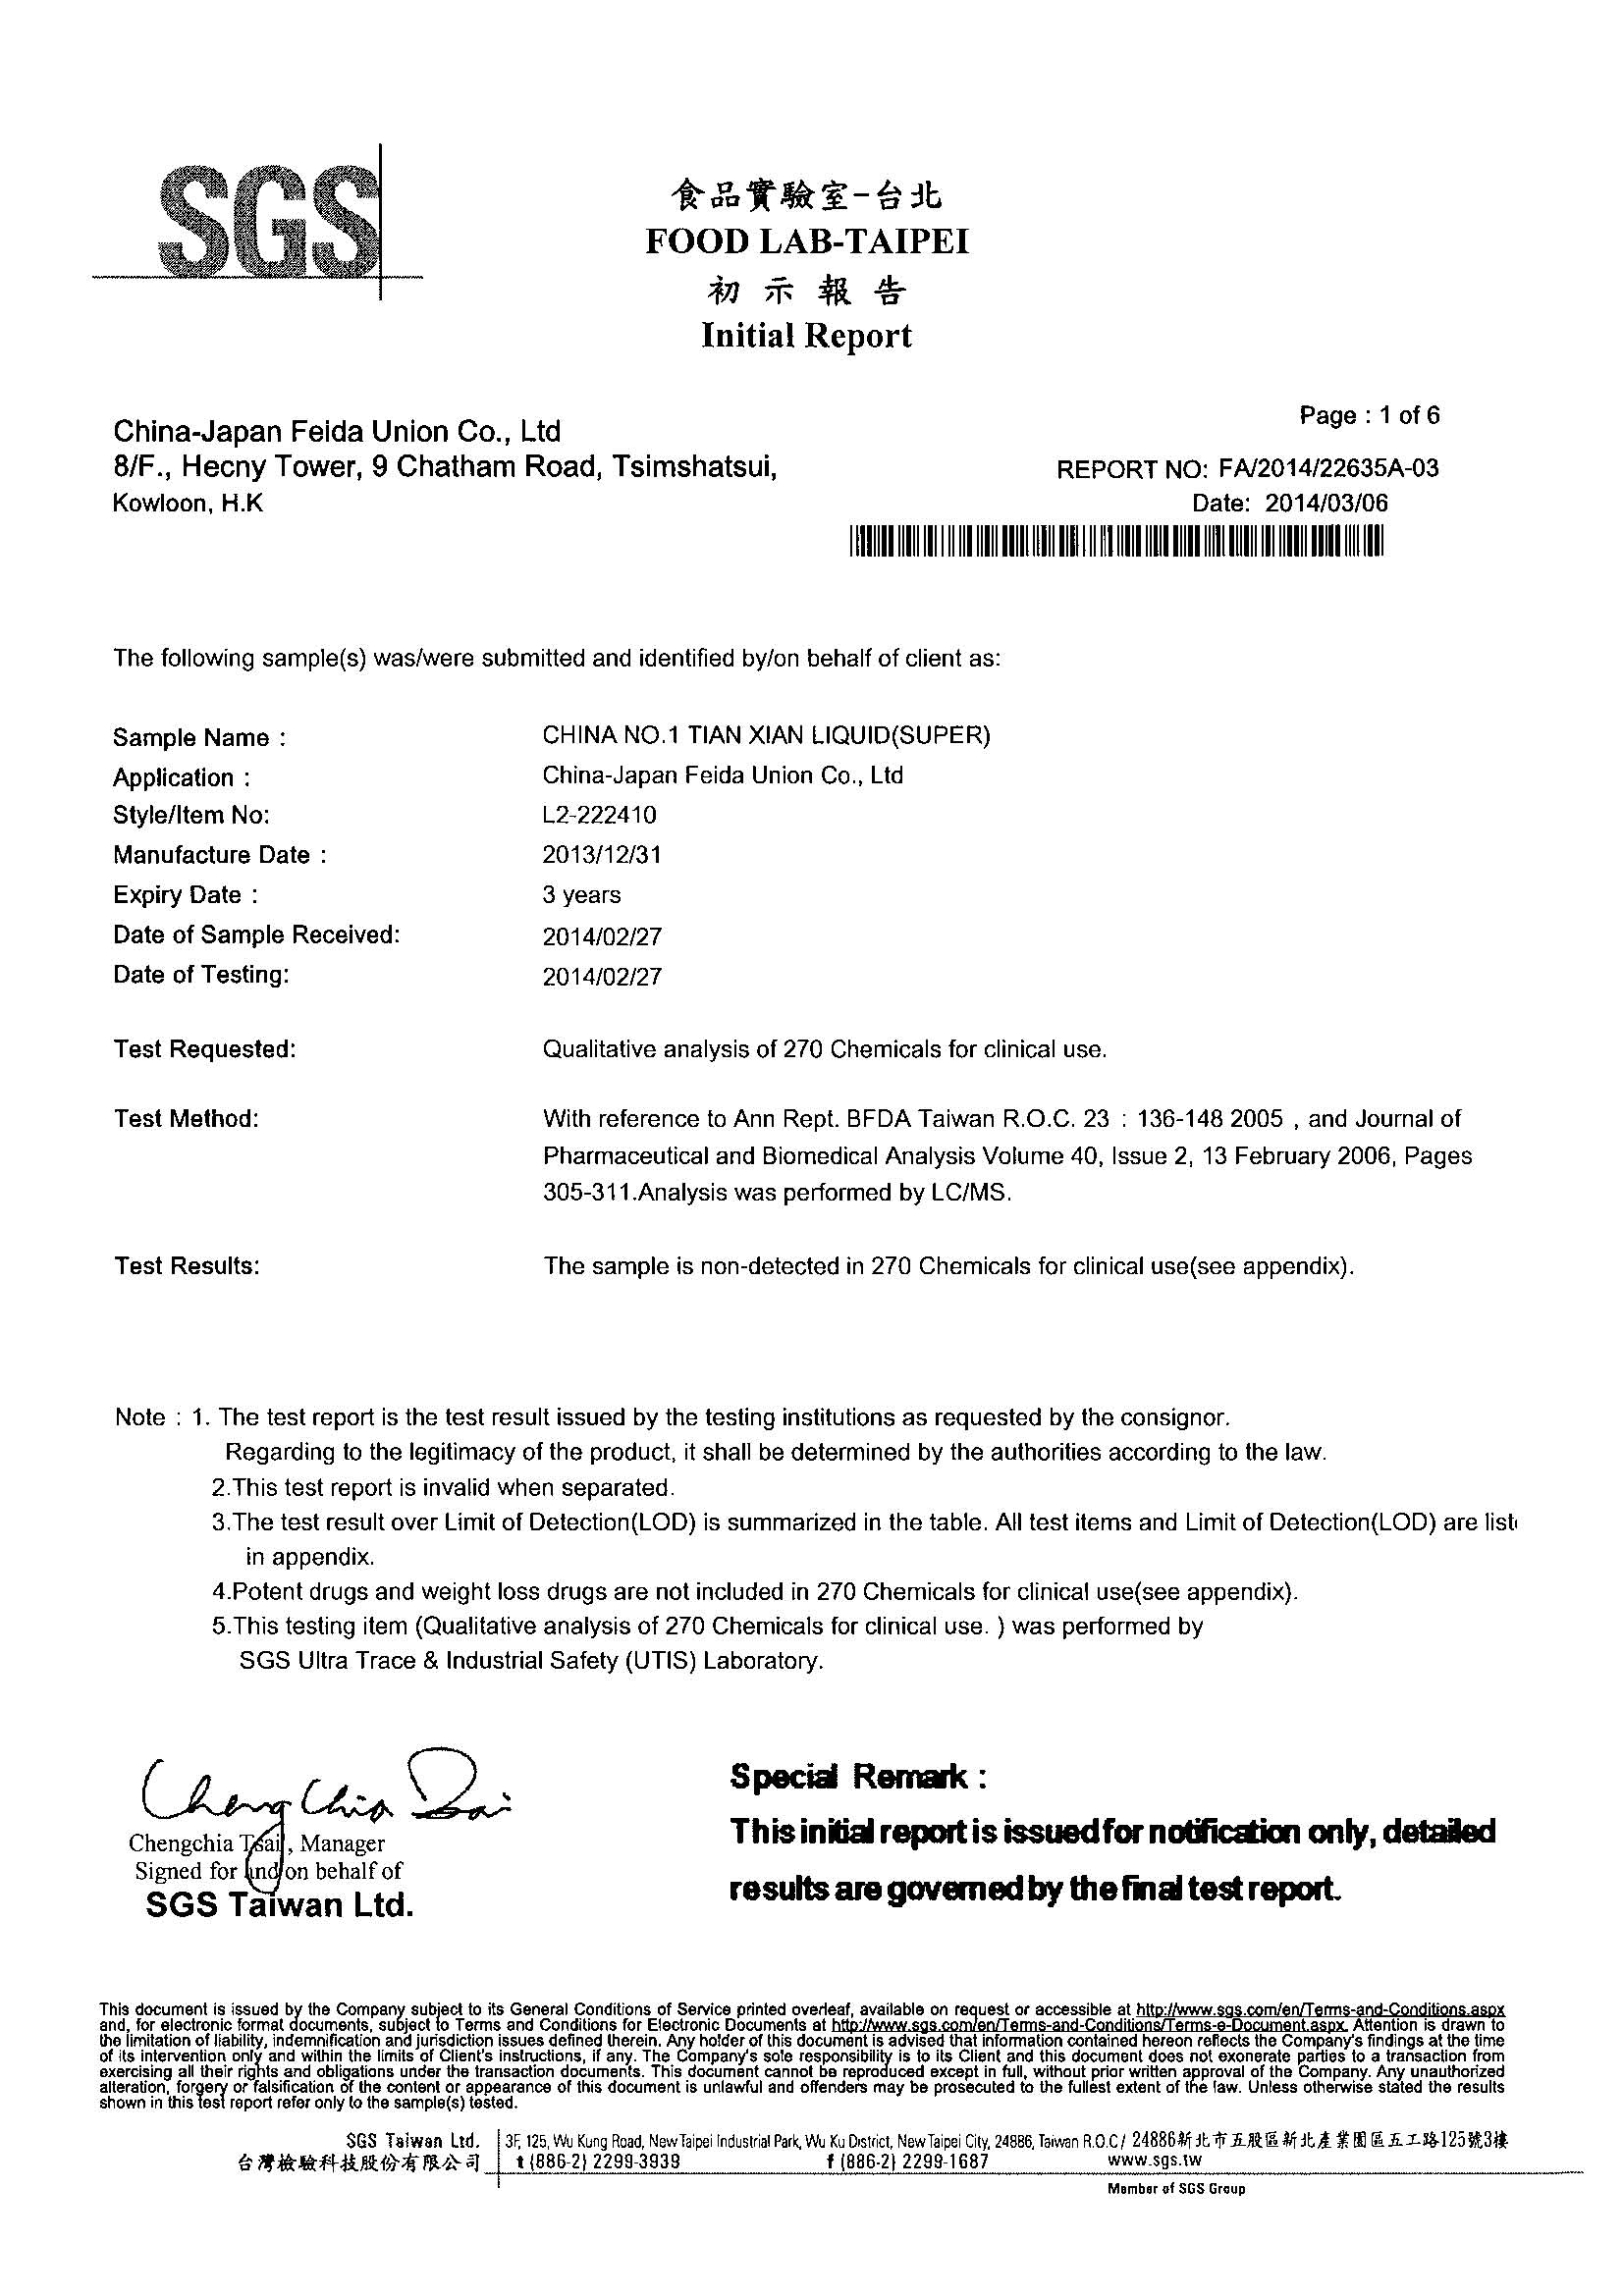 SGS
食品實驗室-台北
FOOD LAB-TAIPEI
初示報告
Initial Report
Page : 1 of 6
China-Japan Feida Union Co., Ltd
8/F., Hecny Tower, 9 Chatham Road, Tsimshatsui,
Kowloon, H.K
REPORT NO: FA/2014/22635A-03
Date: 2014/03/06
The following sample(s) was/were submitted and identified by/on behalf of client as:
Sample Name : CHINA NO.1 TIAN XIAN LIQUID(SUPER)
Application : China-Japan Feida Union Co., Ltd
Style/Item No: L2-222410
Manufacture Date : 2013/12/31
Expiry Date : 3 years
Date of Sample Received: 2014/02/27
Date of Testing: 2014/02/27
Test Requested: Qualitative analysis of 270 Chemicals for clinical use.
Test Method: With reference to Ann Rept. BFDA Taiwan R.O.C. 23 : 136-148 2005 , and Journal of
Pharmaceutical and Biomedical Analysis Volume 40, Issue 2, 13 February 2006, Pages
305-311.Analysis was performed by LC/MS.
Test Results: The sample is non-detected in 270 Chemicals for clinical use(see appendix).
Note : 1. The test report is the test result issued by the testing institutions as requested by the consignor.
Regarding to the legitimacy of the product, it shall be determined by the authorities according to the law.
2.This test report is invalid when separated.
3.The test result over Limit of Detection(LOD) is summarized in the table. All test items and Limit of Detection(LOD) are list
in appendix.
4.Potent drugs and weight loss drugs are not included in 270 Chemicals for clinical use(see appendix).
5.This testing item (Qualitative analysis of 270 Chemicals for clinical use. ) was performed by
SGS Ultra Trace & Industrial Safety (UTIS) Laboratory.
Cheng Chia Tsai
Chengchia Tsai, Manager
Signed for and on behalf of
SGS Taiwan Ltd.
Special Remark :
This initial report is issued for notification only, detailed
results are governed by the final test report.
This document is issued by the Company subject to its General Conditions of Service printed overleaf, available on request or accessible at http://www.sgs.com/en/Terms-and-Conditions.aspx
and, for electronic format documents, subject to Terms and Conditions for Electronic Documents at http://www.sgs.com/en/Terms-and-Conditions/Terms-e-Document.aspx. Attention is drawn to
the limitation of liability, indemnification and jurisdiction issues defined therein. Any holder of this document is advised that information contained hereon reflects the Company's findings at the time
of its intervention only and within the limits of Client's instructions, if any. The Company's sole responsibility is to its Client and this document does not exonerate parties to a transaction from
exercising all their rights and obligations under the transaction documents. This document cannot be reproduced except in full, without prior written approval of the Company. Any unauthorized
alteration, forgery or falsification of the content or appearance of this document is unlawful and offenders may be prosecuted to the fullest extent of the law. Unless otherwise stated the results
shown in this test report refer only to the sample(s) tested.
SGS Taiwan Ltd. 3F, 125, Wu Kung Road, New Taipei Industrial Park, Wu Ku District, New Taipei City, 24886, Taiwan R.O.C/ 24886新北市五股區新北產業園區五工路125號3樓
台灣檢驗科技股份有限公司 t (886-2) 2299-3939 f (886-2) 2299-1687 www.sgs.tw
Member of SGS Group